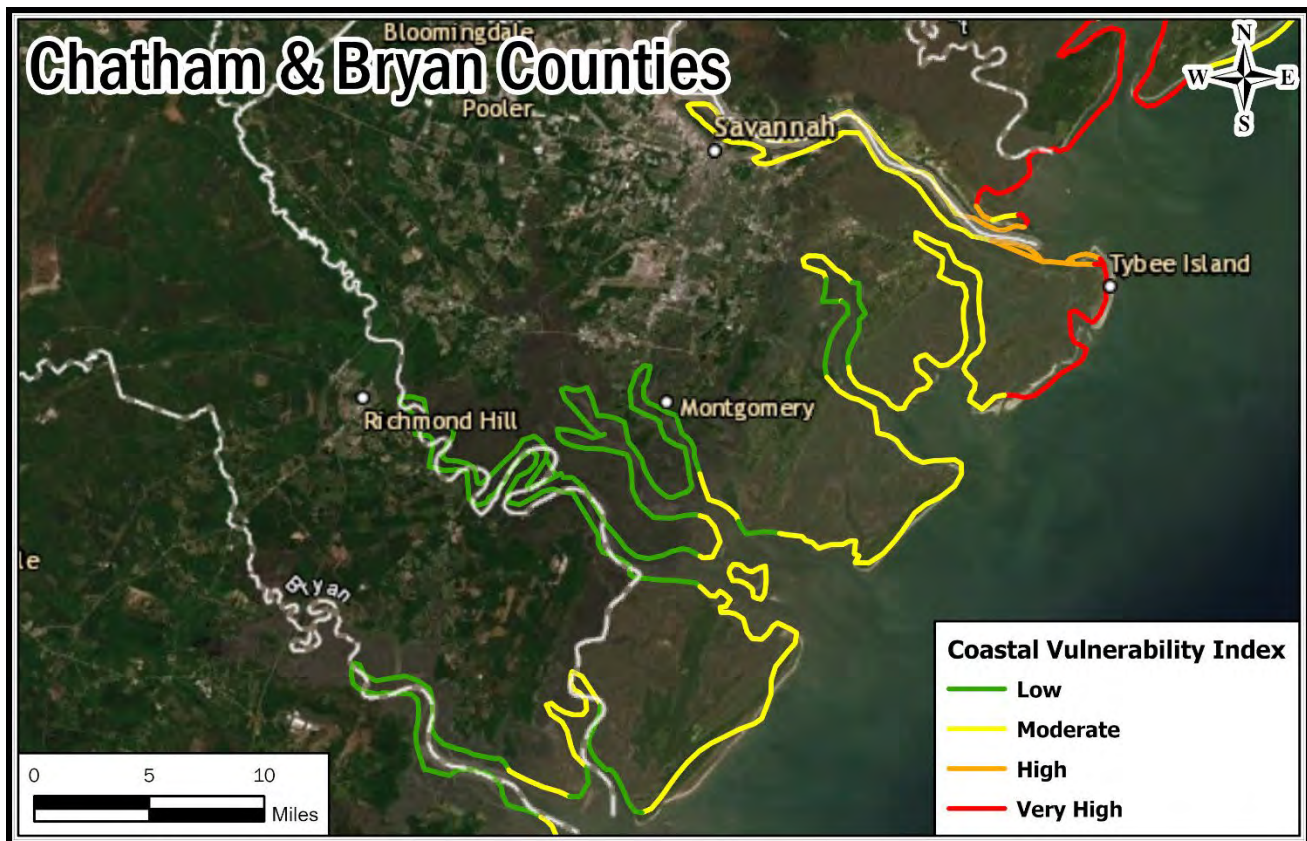 Chatham & Bryan Counties
Bloomingdale
Pooler
Savannah
N
W E
S
Tybee Island
Richmond Hill
Montgomery
le
Bryan
Coastal Vulnerability Index
Low
Moderate
High
Very High
0 5 10
Miles